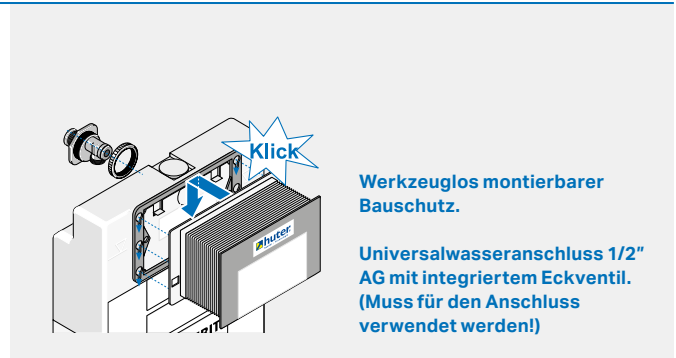 Klick
huter
Werkzeuglos montierbarer
Bauschutz.
Universalwasseranschluss 1/2”
AG mit integriertem Eckventil.
(Muss für den Anschluss
verwendet werden!)